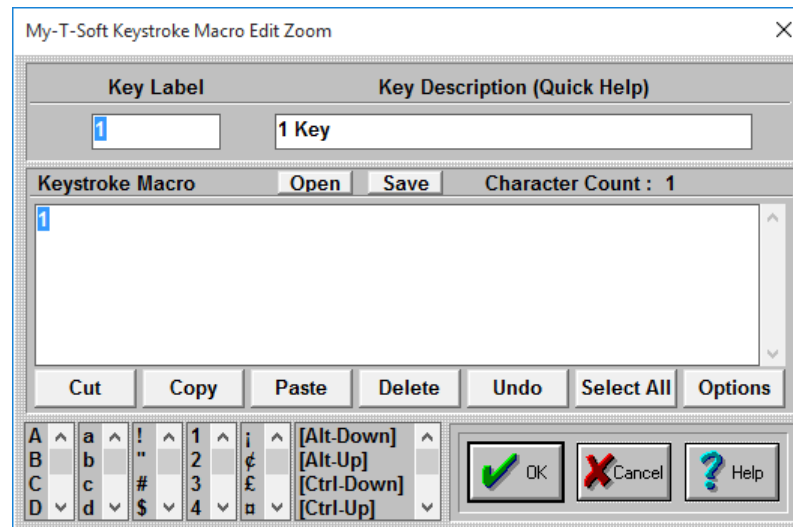 My-T-Soft Keystroke Macro Edit Zoom
Key Label Key Description (Quick Help)
1 1 Key
Keystroke Macro Open Save Character Count : 1
1
Cut Copy Paste Delete Undo Select All Options
A a ! 1 ¡ [Alt-Down]
B b " 2 ¢ [Alt-Up]
C c # 3 £ [Ctrl-Down]
D d $ 4 ¤ [Ctrl-Up]
OK Cancel ? Help